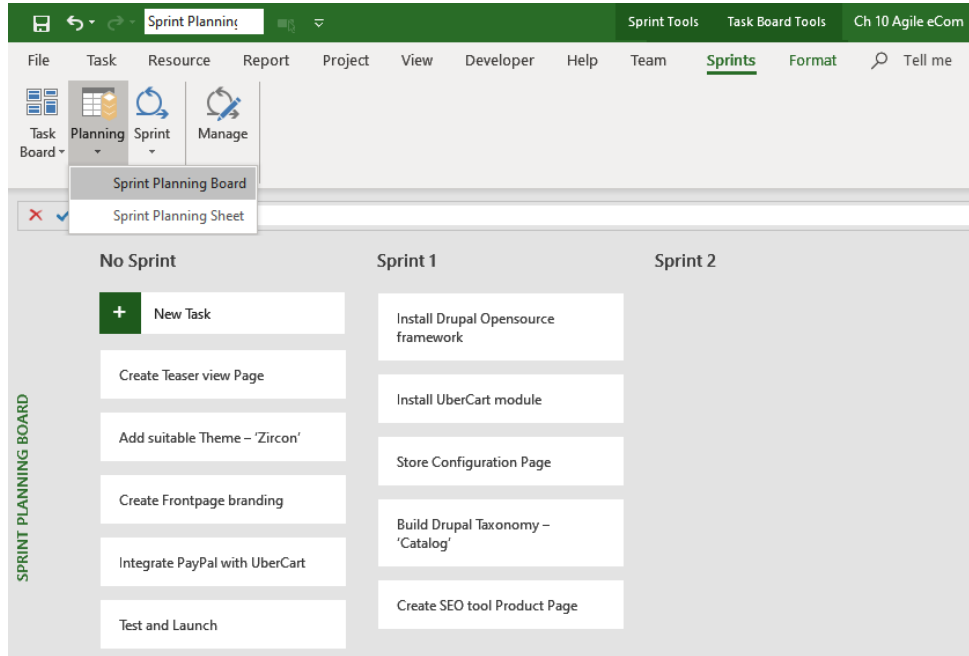 Sprint Planning
Sprint Tools
Task Board Tools
Ch 10 Agile eCom
File
Task
Resource
Report
Project
View
Developer
Help
Team
Sprints
Format
Tell me
Task
Board
Planning
Sprint
Manage
Sprint Planning Board
Sprint Planning Sheet
SPRINT PLANNING BOARD
No Sprint
+ New Task
Create Teaser view Page
Add suitable Theme – ‘Zircon’
Create Frontpage branding
Integrate PayPal with UberCart
Test and Launch
Sprint 1
Install Drupal Opensource
framework
Install UberCart module
Store Configuration Page
Build Drupal Taxonomy –
‘Catalog’
Create SEO tool Product Page
Sprint 2